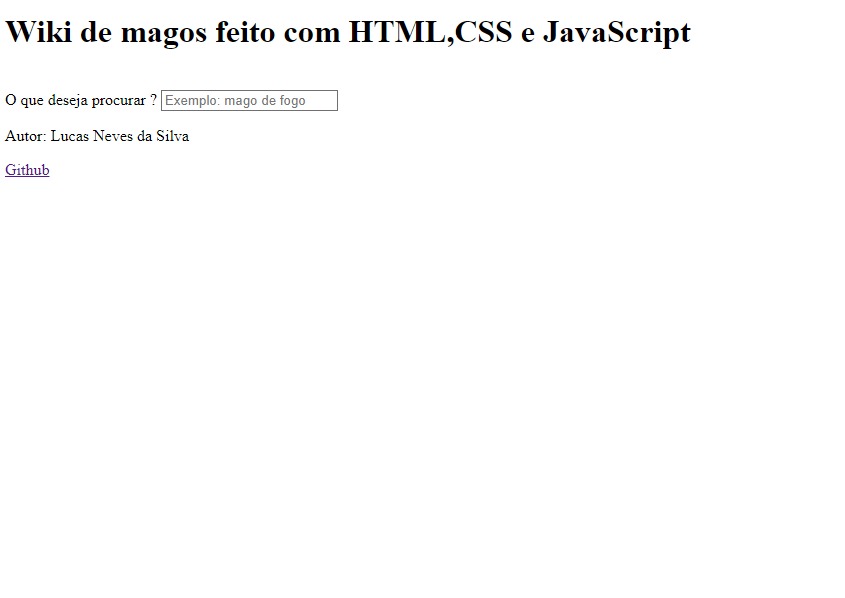 Wiki de magos feito com HTML,CSS e JavaScript
O que deseja procurar ? Exemplo: mago de fogo
Autor: Lucas Neves da Silva
Github